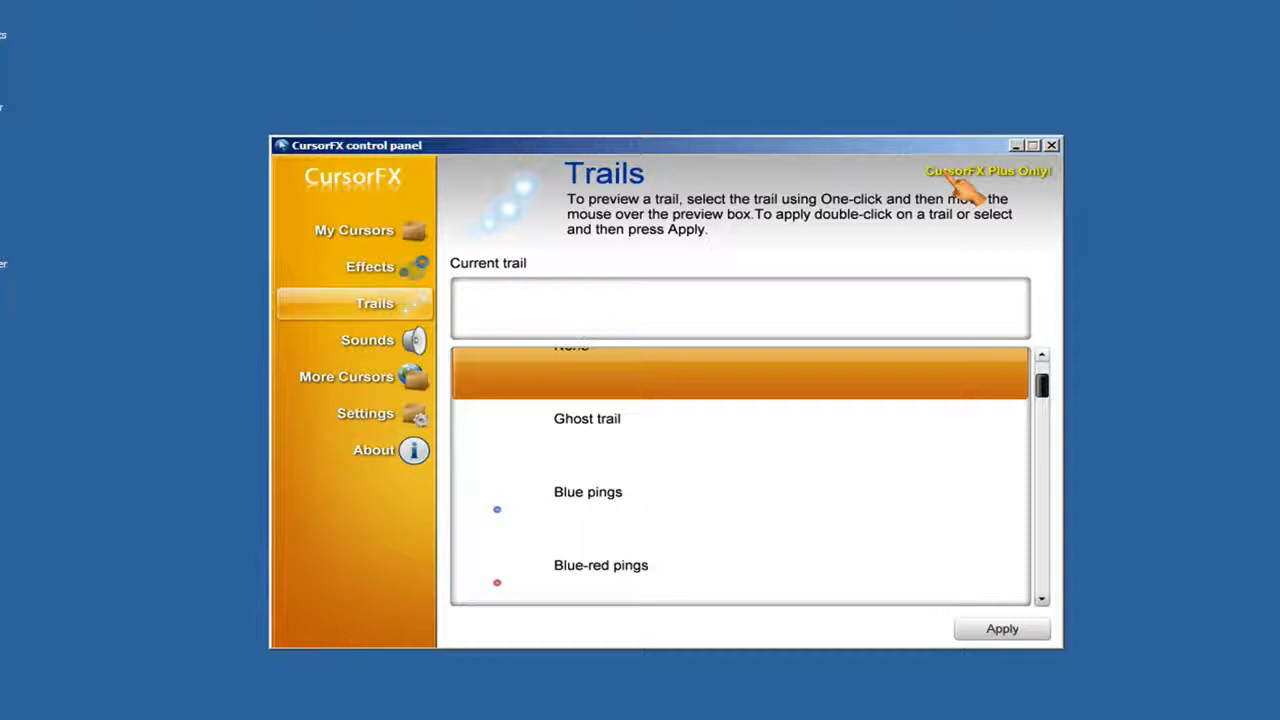 CursorFX control panel
CursorFX
My Cursors
Effects
Trails
Sounds
More Cursors
Settings
About
Trails
CursorFX Plus Only!
To preview a trail, select the trail using One-click and then the
mouse over the preview box.To apply double-click on a trail or select
and then press Apply.
Current trail
None
Ghost trail
Blue pings
Blue-red pings
Apply